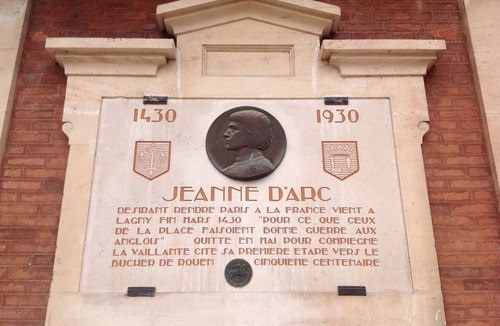 1430 1930
JEANNE D'ARC
DESIRANT RENDRE PARIS A LA FRANCE VIENT A
LAGNY FIN MARS 1430 "POUR CE QUE CEUX
DE LA PLACE FAISOIENT BONNE GUERRE AUX
ANGLOIS" QUITTE EN MAI POUR COMPIEGNE
LA VAILLANTE CITÉ SA PREMIERE ETAPE VERS LE
BUCHER DE ROUEN CINQUIEME CENTENAIRE